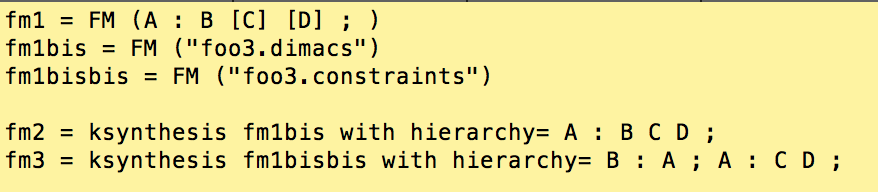 fm1 = FM (A : B [C] [D] ; )
fm1bis = FM ("foo3.dimacs")
fm1bisbis = FM ("foo3.constraints")
fm2 = ksynthesis fm1bis with hierarchy= A : B C D ;
fm3 = ksynthesis fm1bisbis with hierarchy= B : A ; A : C D ;